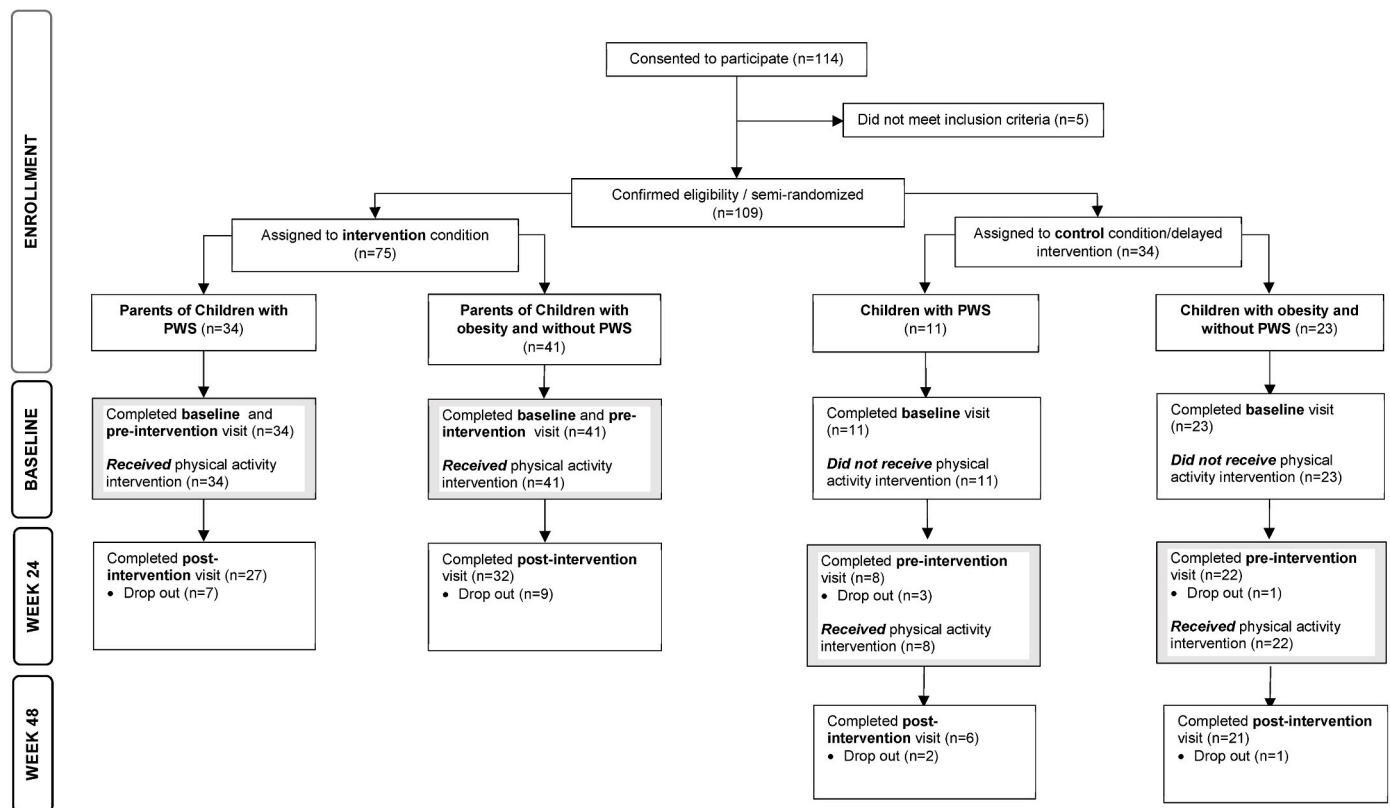 ENROLLMENT
Consented to participate (n=114)
Did not meet inclusion criteria (n=5)
Confirmed eligibility / semi-randomized
(n=109)
Assigned to intervention condition
(n=75)
Assigned to control condition/delayed
intervention (n=34)
Parents of Children with
PWS (n=34)
Parents of Children with
obesity and without PWS
(n=41)
Children with PWS
(n=11)
Children with obesity and
without PWS (n=23)
BASELINE
Completed baseline and
pre-intervention visit (n=34)
Received physical activity
intervention (n=34)
Completed baseline and pre-
intervention visit (n=41)
Received physical activity
intervention (n=41)
Completed baseline visit
(n=11)
Did not receive physical
activity intervention (n=11)
Completed baseline visit
(n=23)
Did not receive physical
activity intervention (n=23)
WEEK 24
Completed post-
intervention visit (n=27)
• Drop out (n=7)
Completed post-intervention
visit (n=32)
• Drop out (n=9)
Completed pre-intervention
visit (n=8)
• Drop out (n=3)
Received physical activity
intervention (n=8)
Completed pre-intervention
visit (n=22)
• Drop out (n=1)
Received physical activity
intervention (n=22)
WEEK 48
Completed post-
intervention visit (n=6)
• Drop out (n=2)
Completed post-intervention
visit (n=21)
• Drop out (n=1)